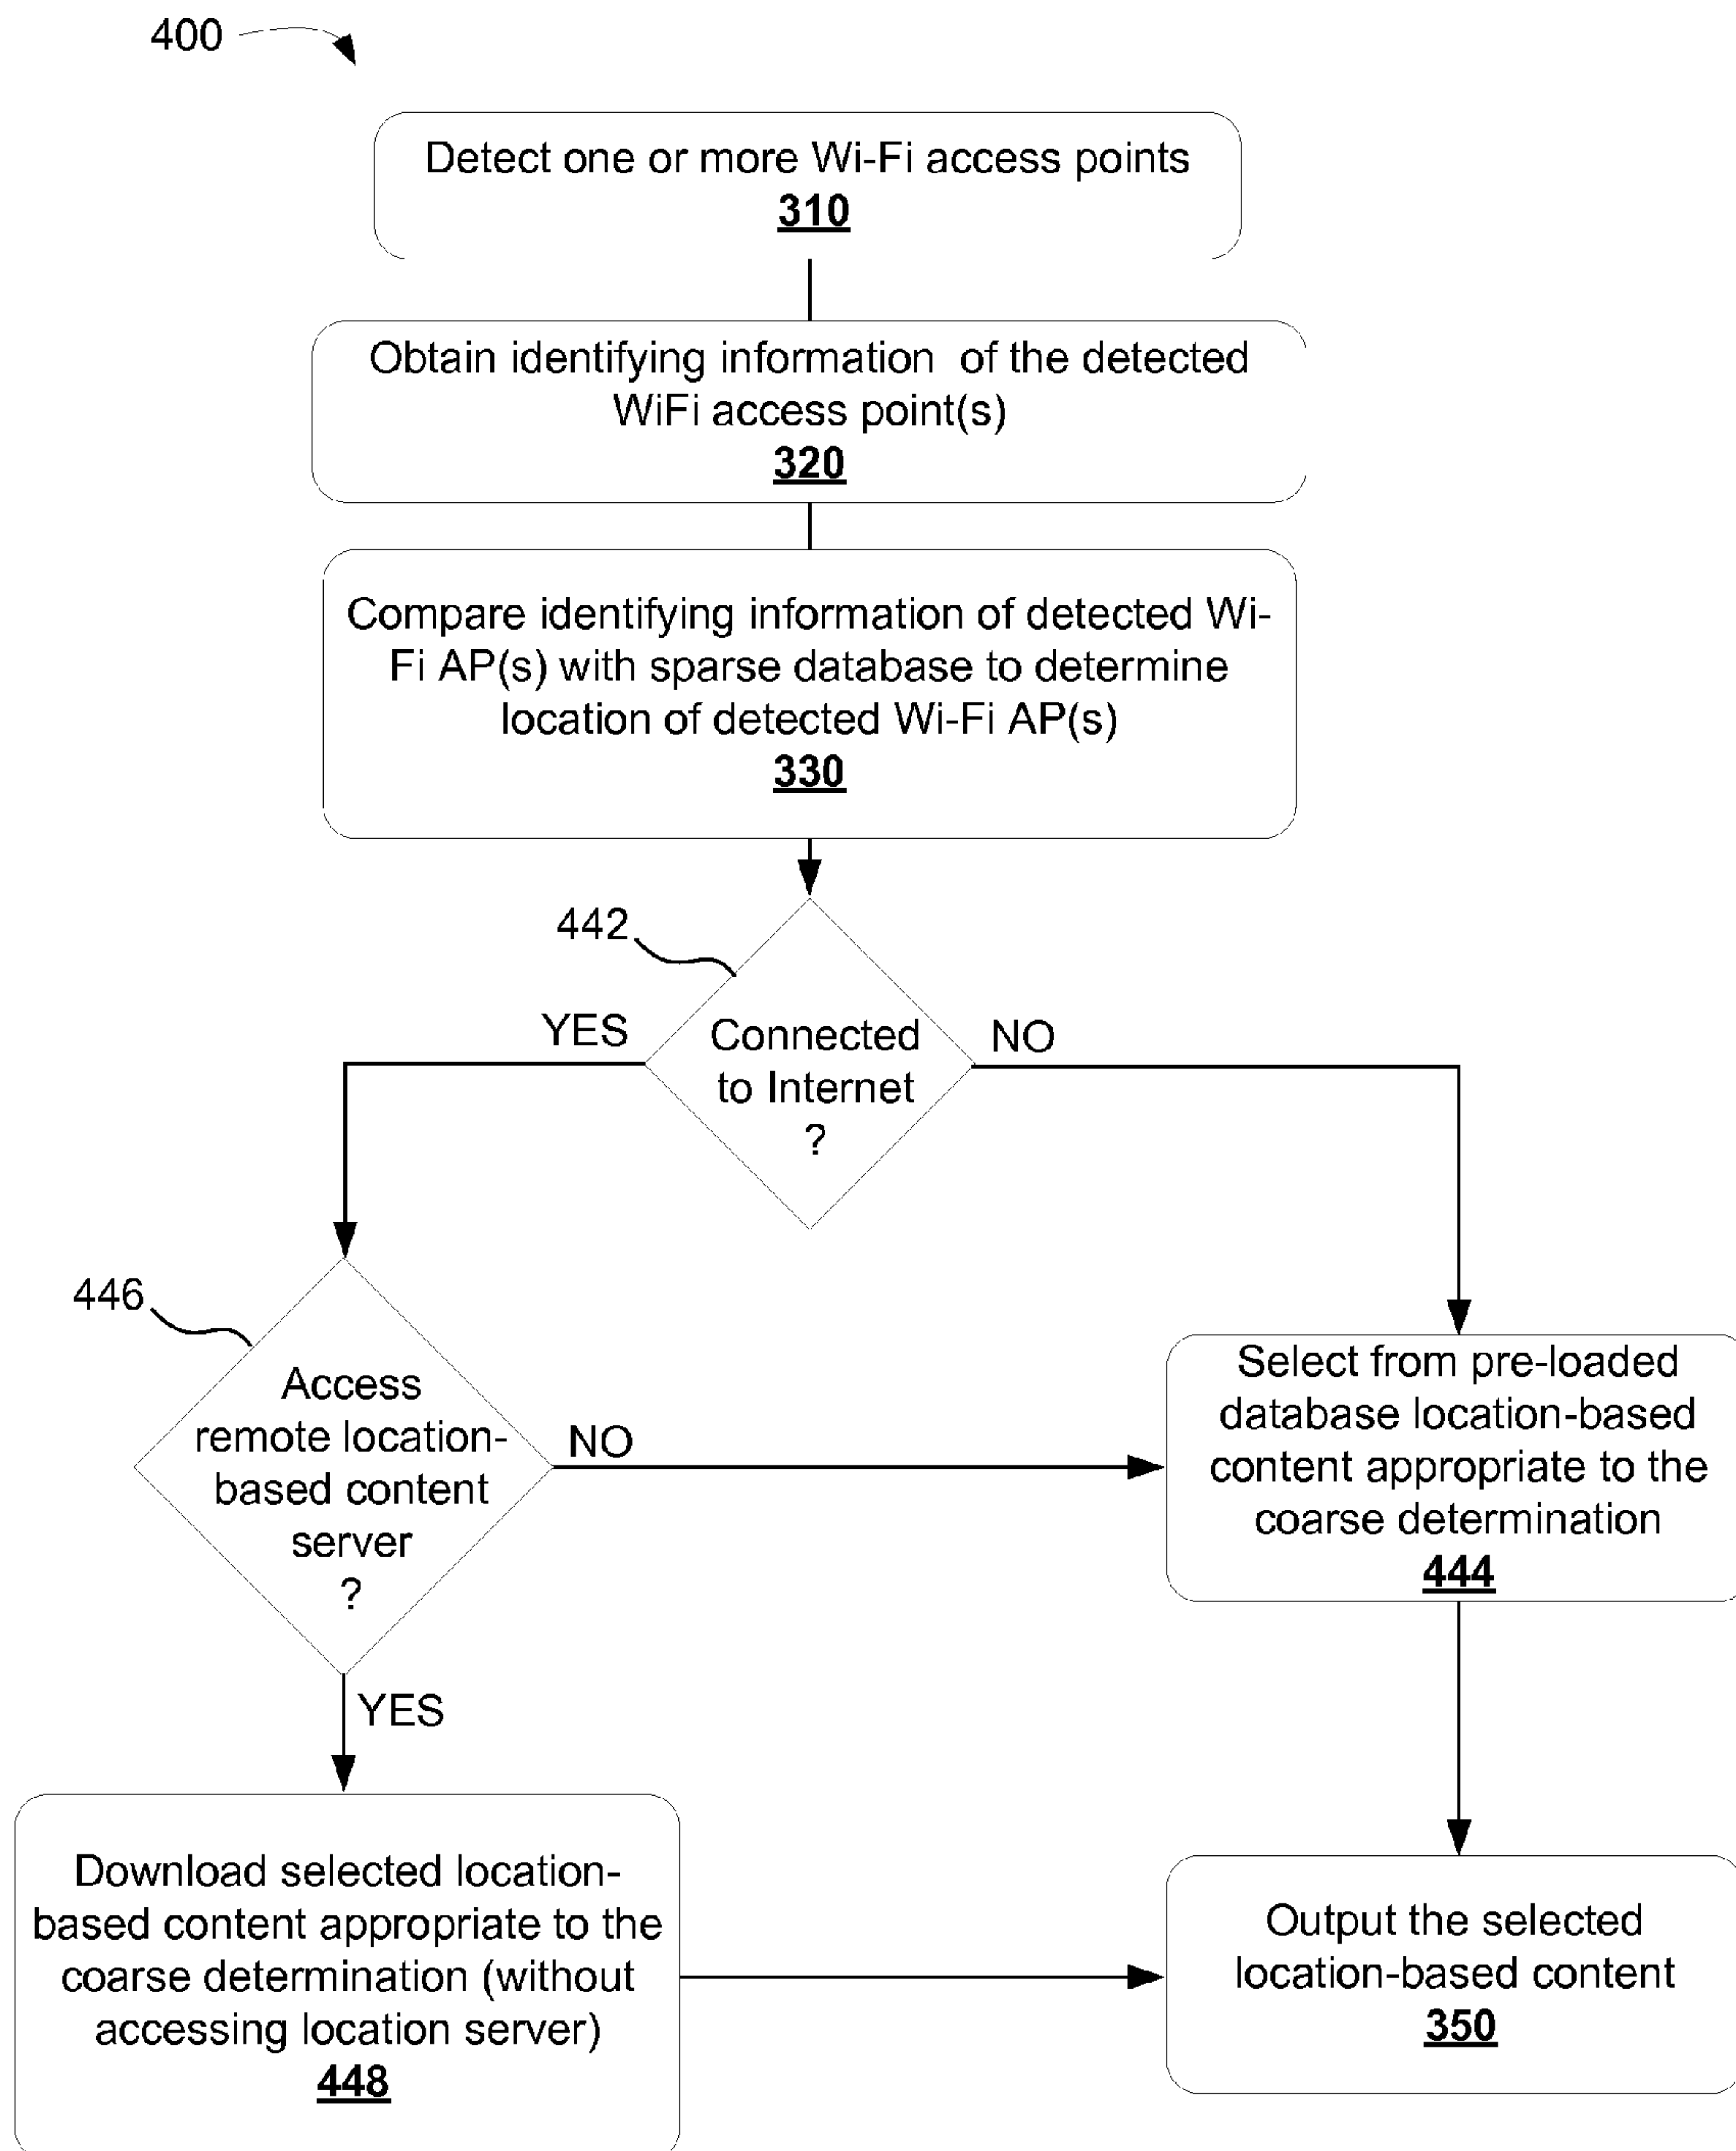 400
Detect one or more Wi-Fi access points
310
Obtain identifying information of the detected
WiFi access point(s)
320
Compare identifying information of detected Wi-
Fi AP(s) with sparse database to determine
location of detected Wi-Fi AP(s)
330
442
YES
Connected
to Internet
?
NO
446
Access
remote location-
based content
server
?
NO
YES
Select from pre-loaded
database location-based
content appropriate to the
coarse determination
444
Download selected location-
based content appropriate to the
coarse determination (without
accessing location server)
448
Output the selected
location-based content
350